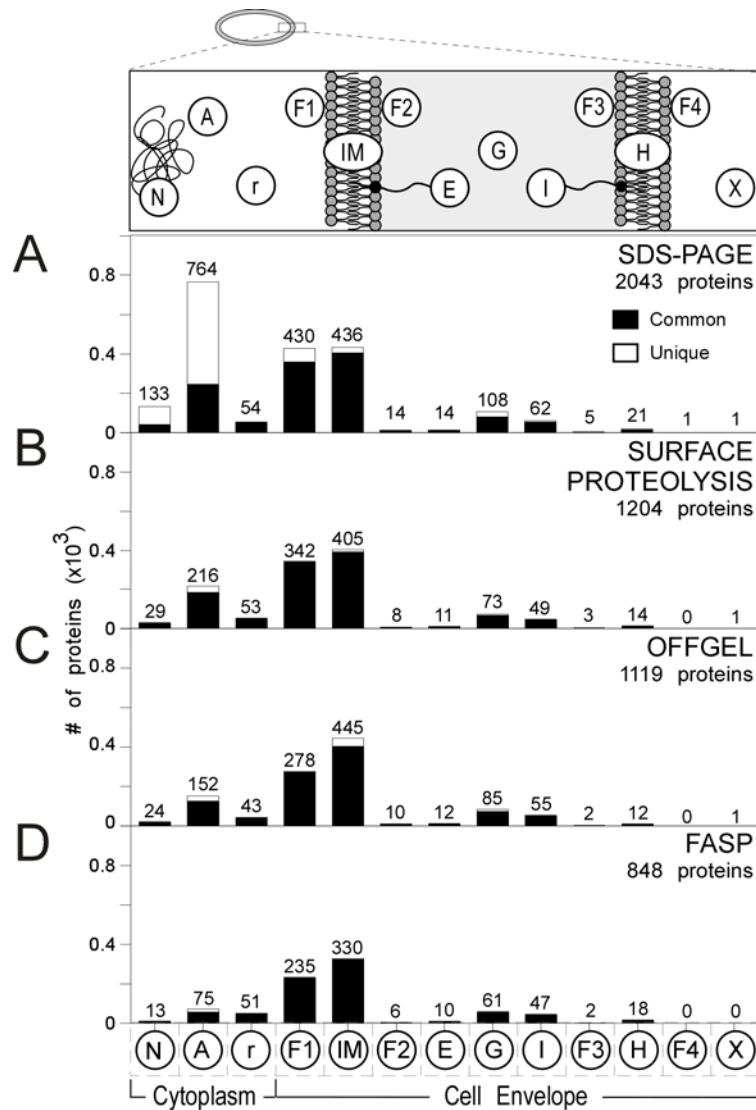 A F1 F2 F3 F4
IM G H
N r E I X
A
SDS-PAGE
2043 proteins
Common
Unique
0.8
0.4
0
133 764 54 430 436 14 14 108 62 5 21 1 1
B
SURFACE
PROTEOLYSIS
1204 proteins
0.8
0.4
0
29 216 53 342 405 8 11 73 49 3 14 0 1
C
OFFGEL
1119 proteins
0.8
0.4
0
24 152 43 278 445 10 12 85 55 2 12 0 1
D
FASP
848 proteins
0.8
0.4
0
13 75 51 235 330 6 10 61 47 2 18 0 0
# of proteins (x10³)
N A r F1 IM F2 E G I F3 H F4 X
Cytoplasm Cell Envelope